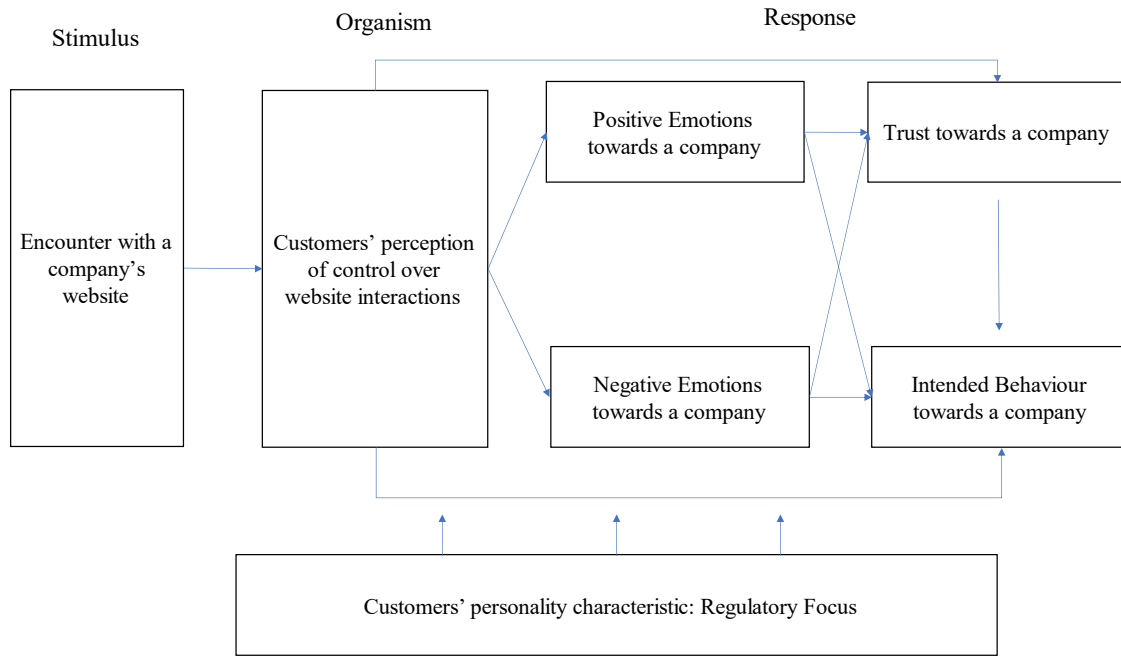 Stimulus
Organism
Response
Encounter with a
company’s
website
Customers’ perception
of control over
website interactions
Positive Emotions
towards a company
Trust towards a company
Negative Emotions
towards a company
Intended Behaviour
towards a company
Customers’ personality characteristic: Regulatory Focus